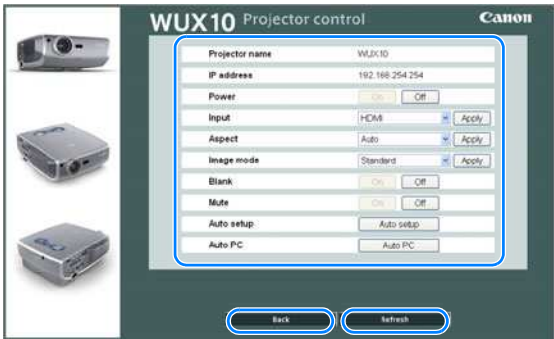 WUX10 Projector control Canon
Projector name WUX10
IP address 192.168.254.254
Power On Off
Input HDMI Apply
Aspect Auto Apply
Image mode Standard Apply
Blank On Off
Mute On Off
Auto setup Auto setup
Auto PC Auto PC
Back Refresh